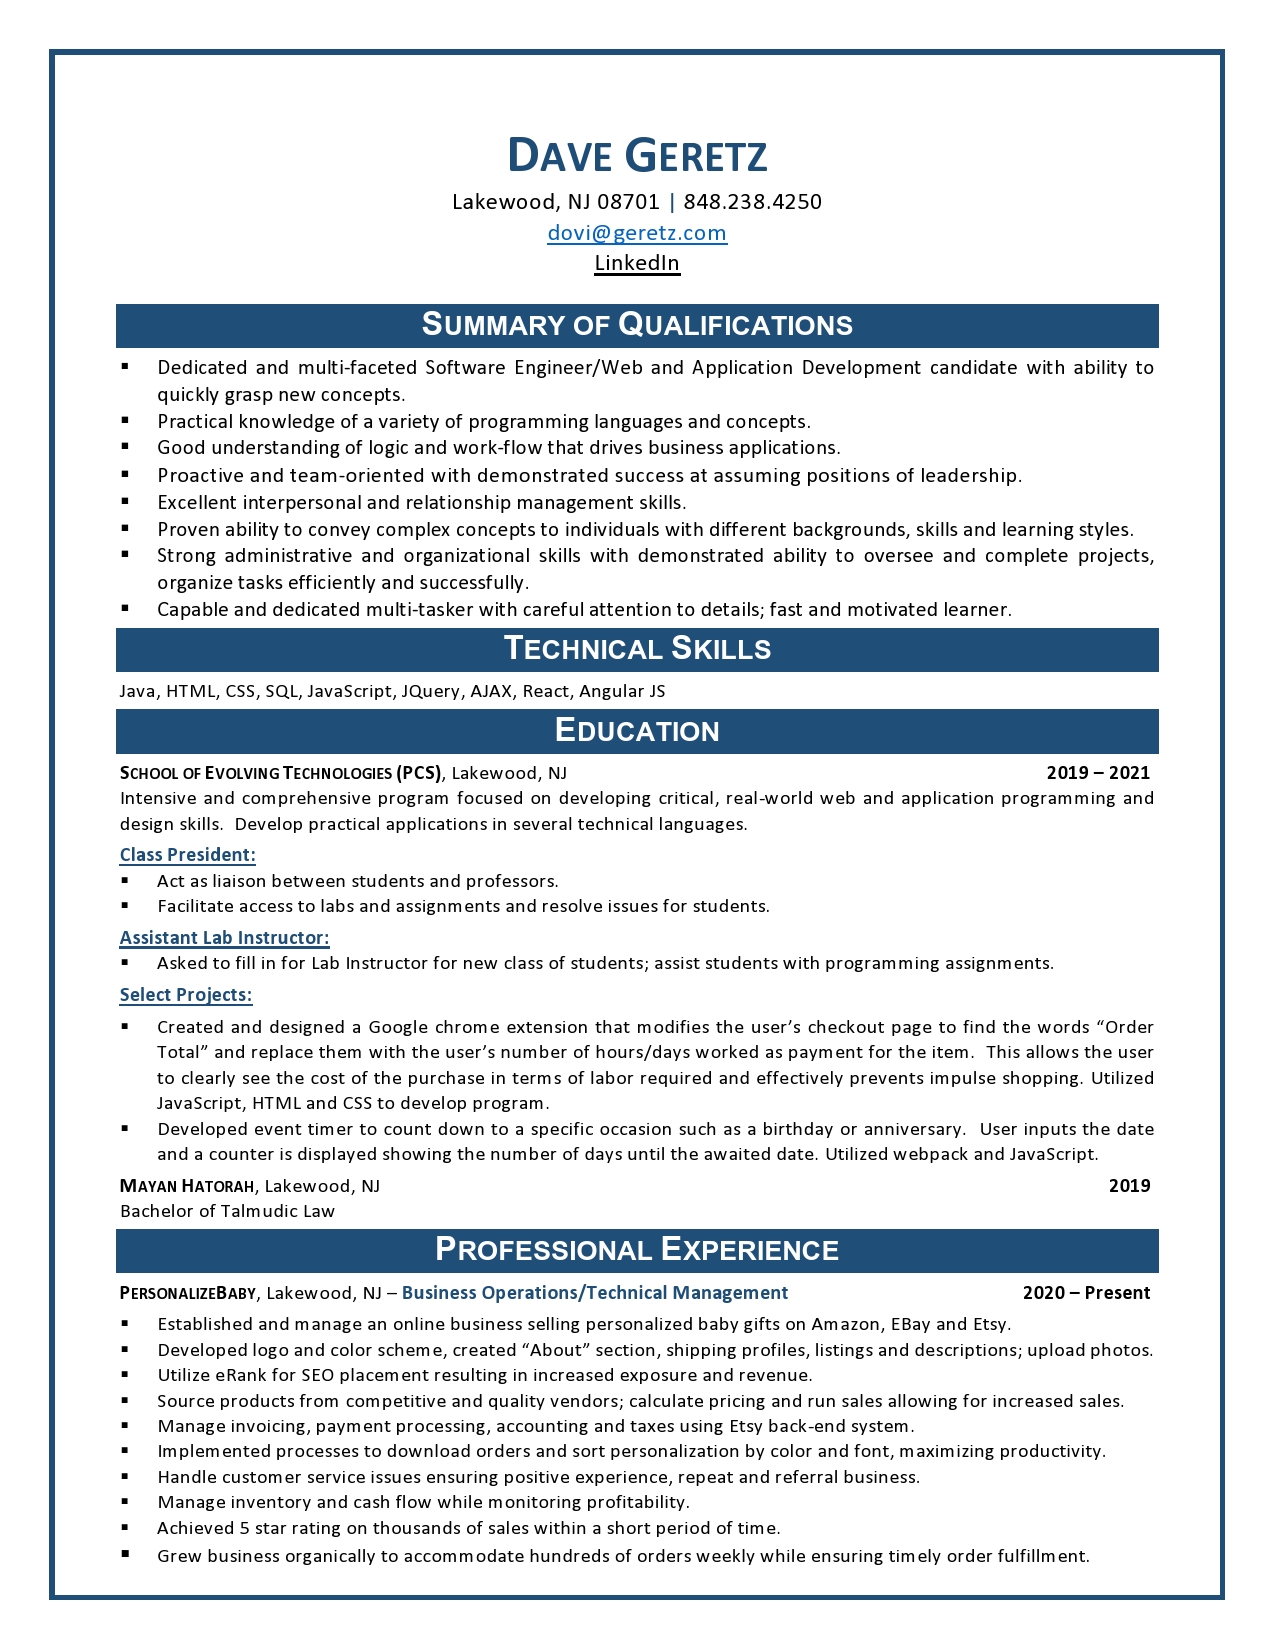 DAVE GERETZ
Lakewood, NJ 08701 | 848.238.4250
dovi@geretz.com
LinkedIn
SUMMARY OF QUALIFICATIONS
▪ Dedicated and multi-faceted Software Engineer/Web and Application Development candidate with ability to
quickly grasp new concepts.
▪ Practical knowledge of a variety of programming languages and concepts.
▪ Good understanding of logic and work-flow that drives business applications.
▪ Proactive and team-oriented with demonstrated success at assuming positions of leadership.
▪ Excellent interpersonal and relationship management skills.
▪ Proven ability to convey complex concepts to individuals with different backgrounds, skills and learning styles.
▪ Strong administrative and organizational skills with demonstrated ability to oversee and complete projects,
organize tasks efficiently and successfully.
▪ Capable and dedicated multi-tasker with careful attention to details; fast and motivated learner.
TECHNICAL SKILLS
Java, HTML, CSS, SQL, JavaScript, JQuery, AJAX, React, Angular JS
EDUCATION
SCHOOL OF EVOLVING TECHNOLOGIES (PCS), Lakewood, NJ 2019 – 2021
Intensive and comprehensive program focused on developing critical, real-world web and application programming and
design skills. Develop practical applications in several technical languages.
Class President:
▪ Act as liaison between students and professors.
▪ Facilitate access to labs and assignments and resolve issues for students.
Assistant Lab Instructor:
▪ Asked to fill in for Lab Instructor for new class of students; assist students with programming assignments.
Select Projects:
▪ Created and designed a Google chrome extension that modifies the user’s checkout page to find the words “Order
Total” and replace them with the user’s number of hours/days worked as payment for the item. This allows the user
to clearly see the cost of the purchase in terms of labor required and effectively prevents impulse shopping. Utilized
JavaScript, HTML and CSS to develop program.
▪ Developed event timer to count down to a specific occasion such as a birthday or anniversary. User inputs the date
and a counter is displayed showing the number of days until the awaited date. Utilized webpack and JavaScript.
MAYAN HATORAH, Lakewood, NJ 2019
Bachelor of Talmudic Law
PROFESSIONAL EXPERIENCE
PERSONALIZEBABY, Lakewood, NJ – Business Operations/Technical Management 2020 – Present
▪ Established and manage an online business selling personalized baby gifts on Amazon, EBay and Etsy.
▪ Developed logo and color scheme, created “About” section, shipping profiles, listings and descriptions; upload photos.
▪ Utilize eRank for SEO placement resulting in increased exposure and revenue.
▪ Source products from competitive and quality vendors; calculate pricing and run sales allowing for increased sales.
▪ Manage invoicing, payment processing, accounting and taxes using Etsy back-end system.
▪ Implemented processes to download orders and sort personalization by color and font, maximizing productivity.
▪ Handle customer service issues ensuring positive experience, repeat and referral business.
▪ Manage inventory and cash flow while monitoring profitability.
▪ Achieved 5 star rating on thousands of sales within a short period of time.
▪ Grew business organically to accommodate hundreds of orders weekly while ensuring timely order fulfillment.